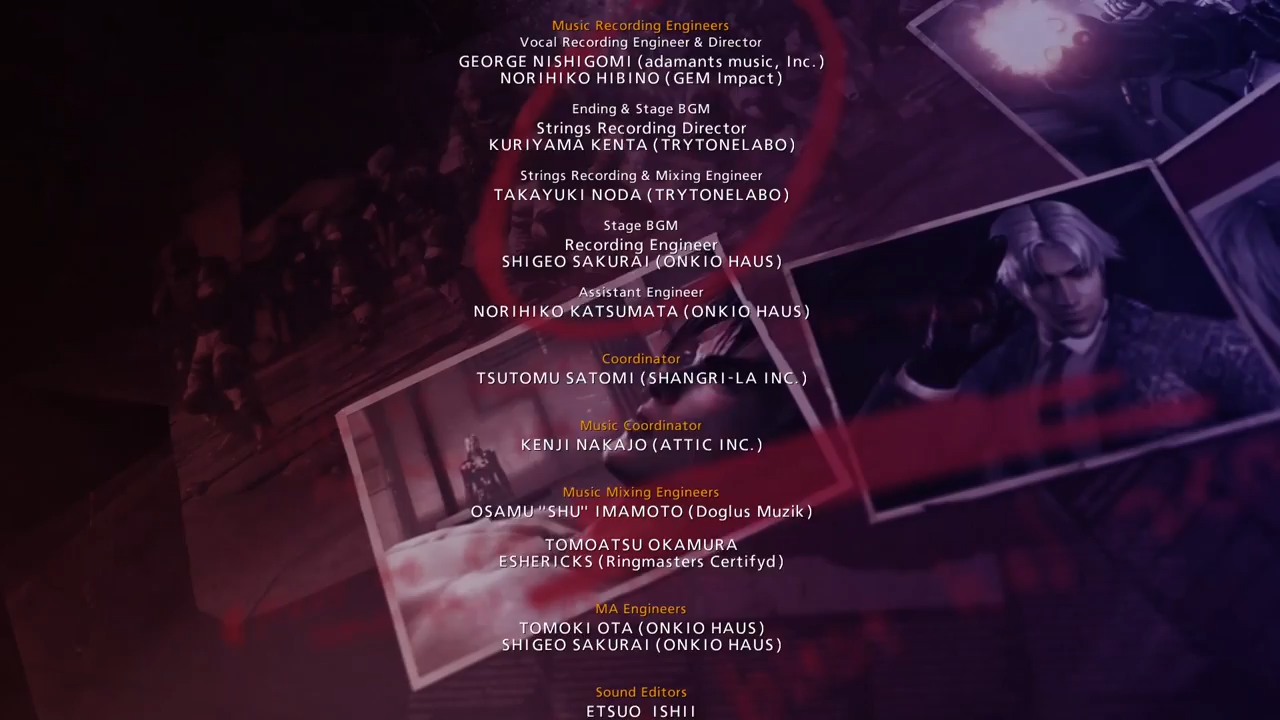 Music Recording Engineers
Vocal Recording Engineer & Director
GEORGE NISHIGOMI (adamants music, Inc.)
NORIHIKO HIBINO (GEM Impact)
Ending & Stage BGM
Strings Recording Director
KURIYAMA KENTA (TRYTONELABO)
Strings Recording & Mixing Engineer
TAKAYUKI NODA (TRYTONELABO)
Stage BGM
Recording Engineer
SHIGEO SAKURAI (ONKIO HAUS)
Assistant Engineer
NORIHIKO KATSUMATA (ONKIO HAUS)
Coordinator
TSUTOMU SATOMI (SHANGRI-LA INC.)
Music Coordinator
KENJI NAKAJO (ATTIC INC.)
Music Mixing Engineers
OSAMU "SHU" IMAMOTO (Doglus Muzik)
TOMOATSU OKAMURA
ESHERICKS (Ringmasters Certifyd)
MA Engineers
TOMOKI OTA (ONKIO HAUS)
SHIGEO SAKURAI (ONKIO HAUS)
Sound Editors
ETSUO ISHII